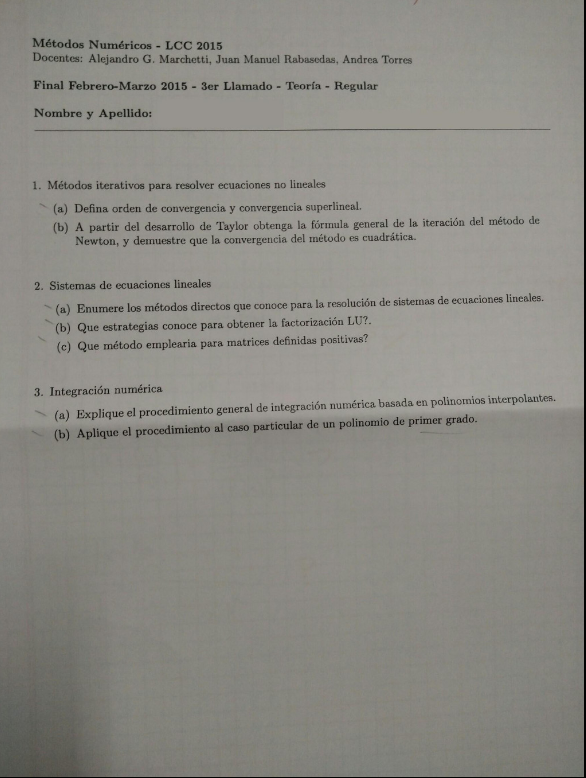 Métodos Numéricos - LCC 2015
Docentes: Alejandro G. Marchetti, Juan Manuel Rabasedas, Andrea Torres
Final Febrero-Marzo 2015 - 3er Llamado - Teoría - Regular
Nombre y Apellido:
1. Métodos iterativos para resolver ecuaciones no lineales
(a) Defina orden de convergencia y convergencia superlineal.
(b) A partir del desarrollo de Taylor obtenga la fórmula general de la iteración del método de
Newton, y demuestre que la convergencia del método es cuadrática.
2. Sistemas de ecuaciones lineales
(a) Enumere los métodos directos que conoce para la resolución de sistemas de ecuaciones lineales.
(b) Que estrategias conoce para obtener la factorización LU?.
(c) Que método emplearia para matrices definidas positivas?
3. Integración numérica
(a) Explique el procedimiento general de integración numérica basada en polinomios interpolantes.
(b) Aplique el procedimiento al caso particular de un polinomio de primer grado.